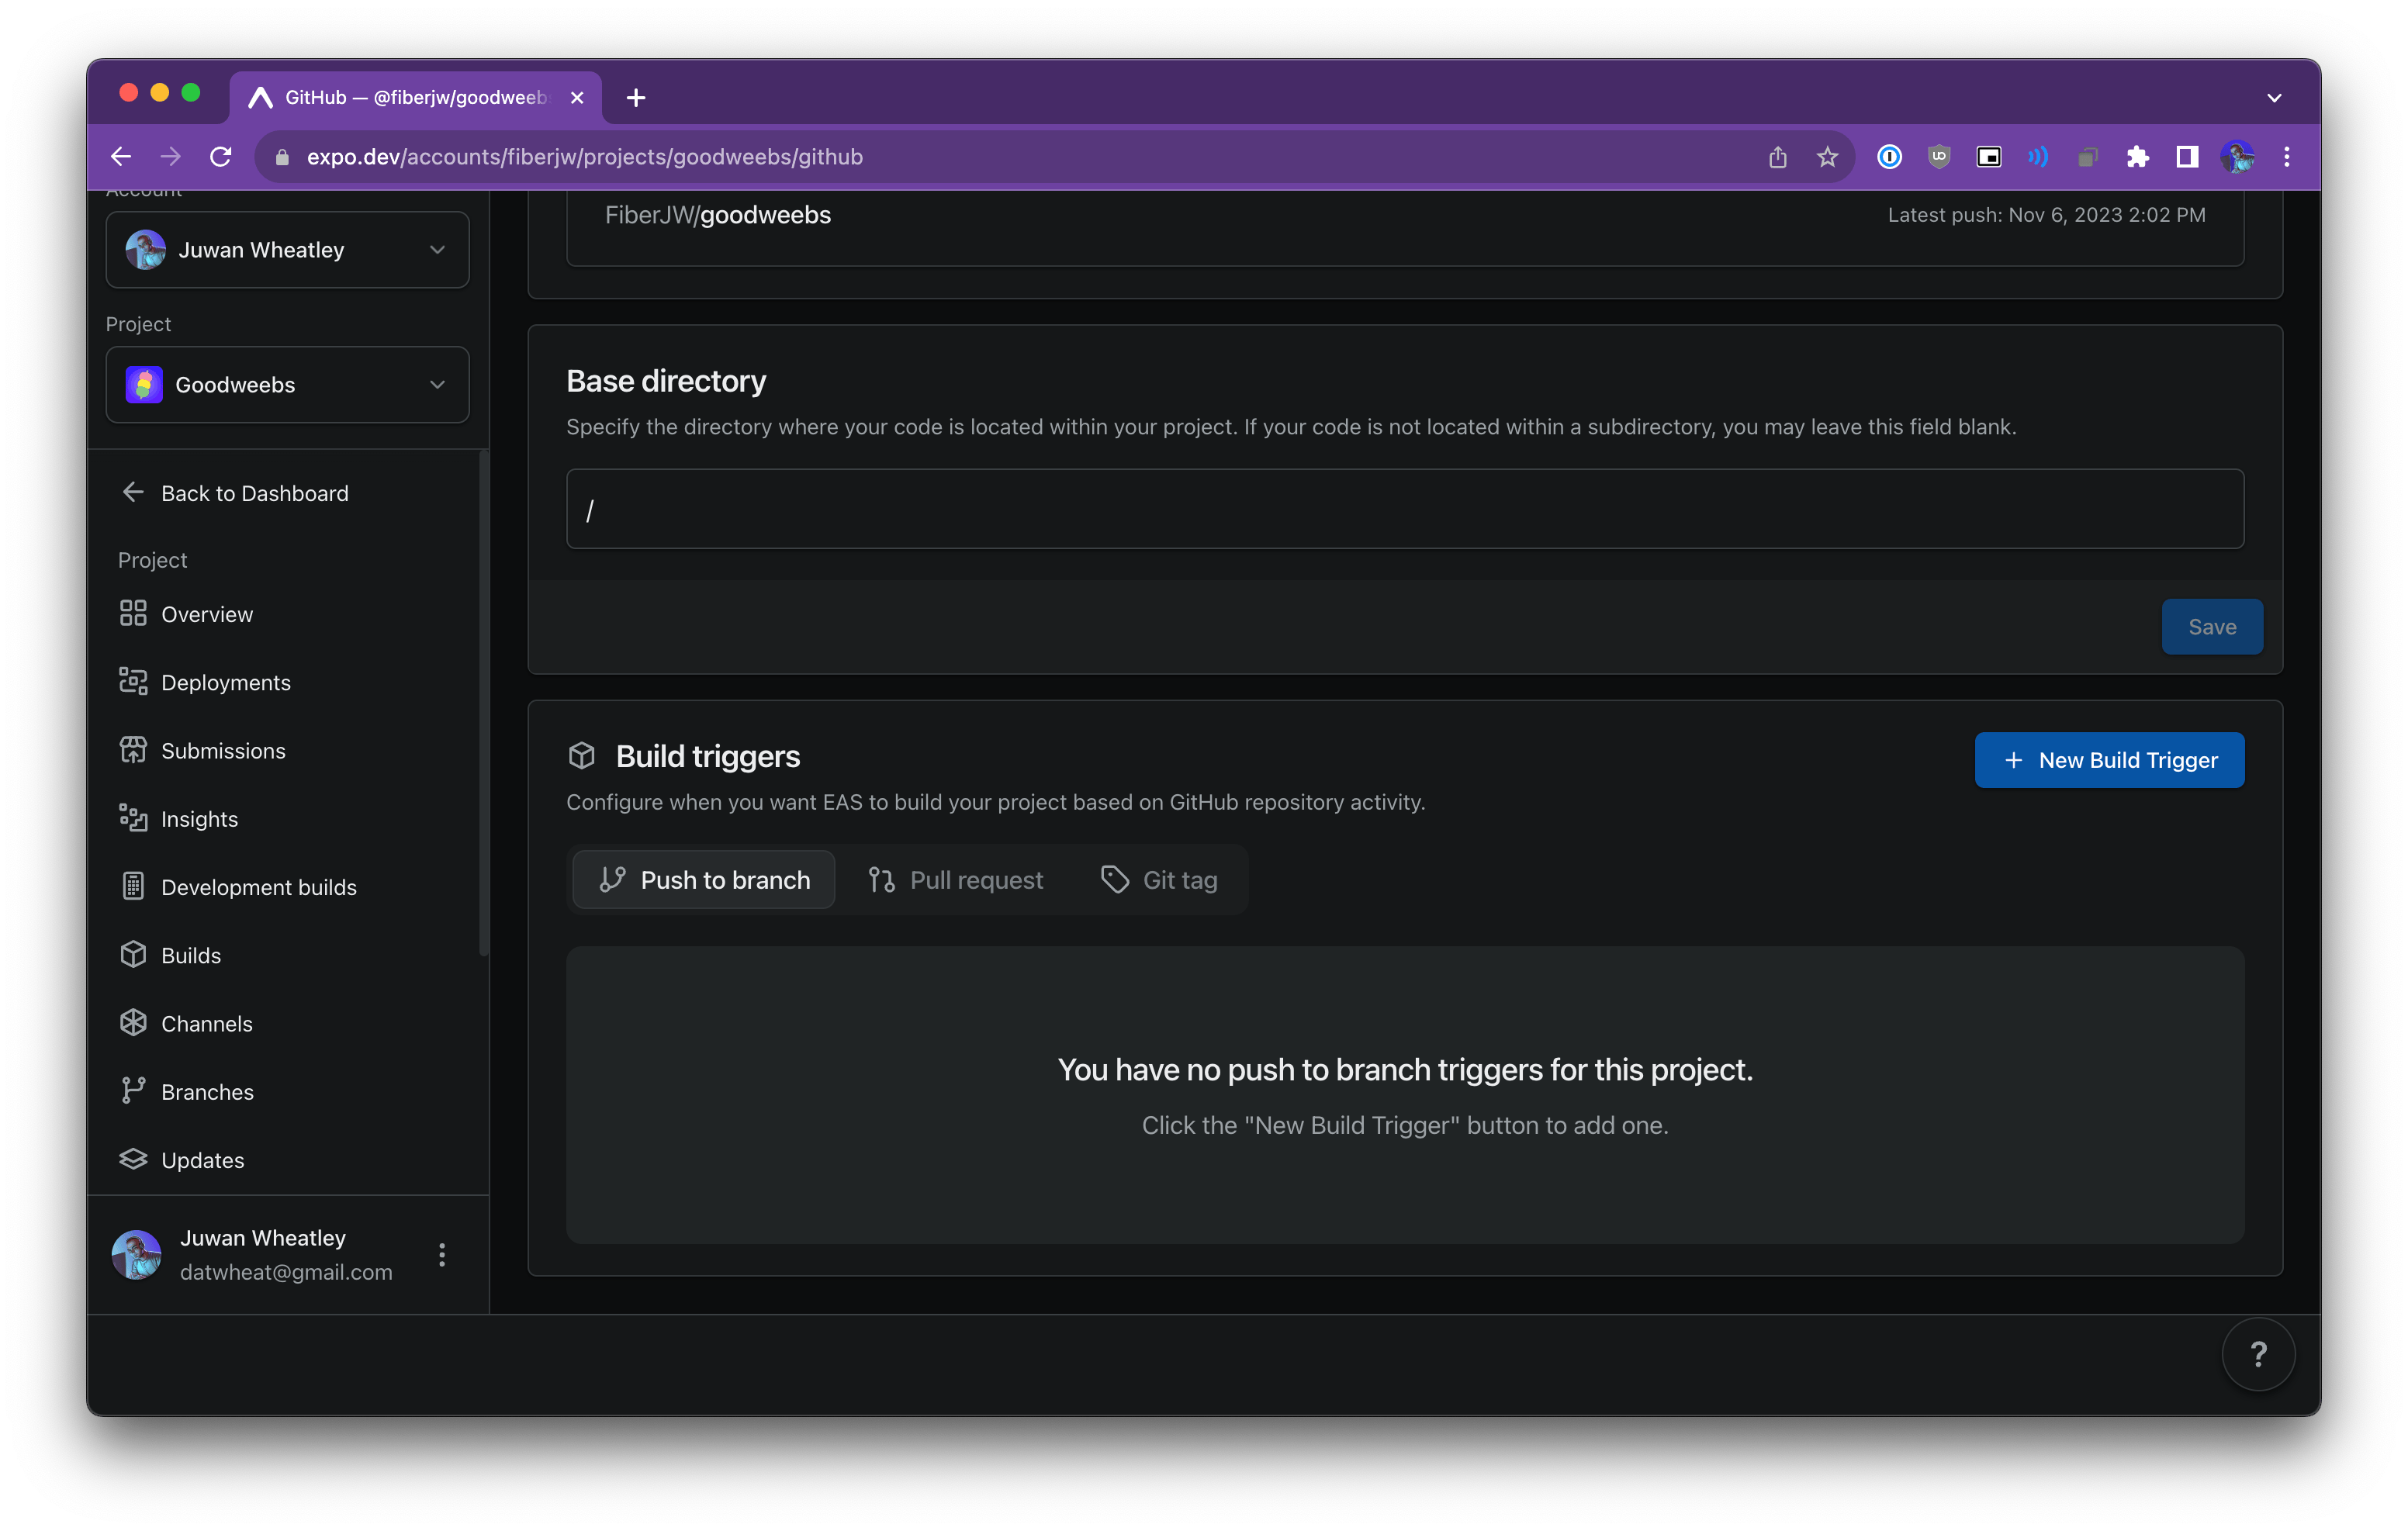 GitHub — @fiberjw/goodweebs
expo.dev/accounts/fiberjw/projects/goodweebs/github
Account
Juwan Wheatley
Project
Goodweebs
Back to Dashboard
Project
Overview
Deployments
Submissions
Insights
Development builds
Builds
Channels
Branches
Updates
Juwan Wheatley
datwheat@gmail.com
FiberJW/goodweebs
Latest push: Nov 6, 2023 2:02 PM
Base directory
Specify the directory where your code is located within your project. If your code is not located within a subdirectory, you may leave this field blank.
/
Save
Build triggers
New Build Trigger
Configure when you want EAS to build your project based on GitHub repository activity.
Push to branch
Pull request
Git tag
You have no push to branch triggers for this project.
Click the "New Build Trigger" button to add one.
?